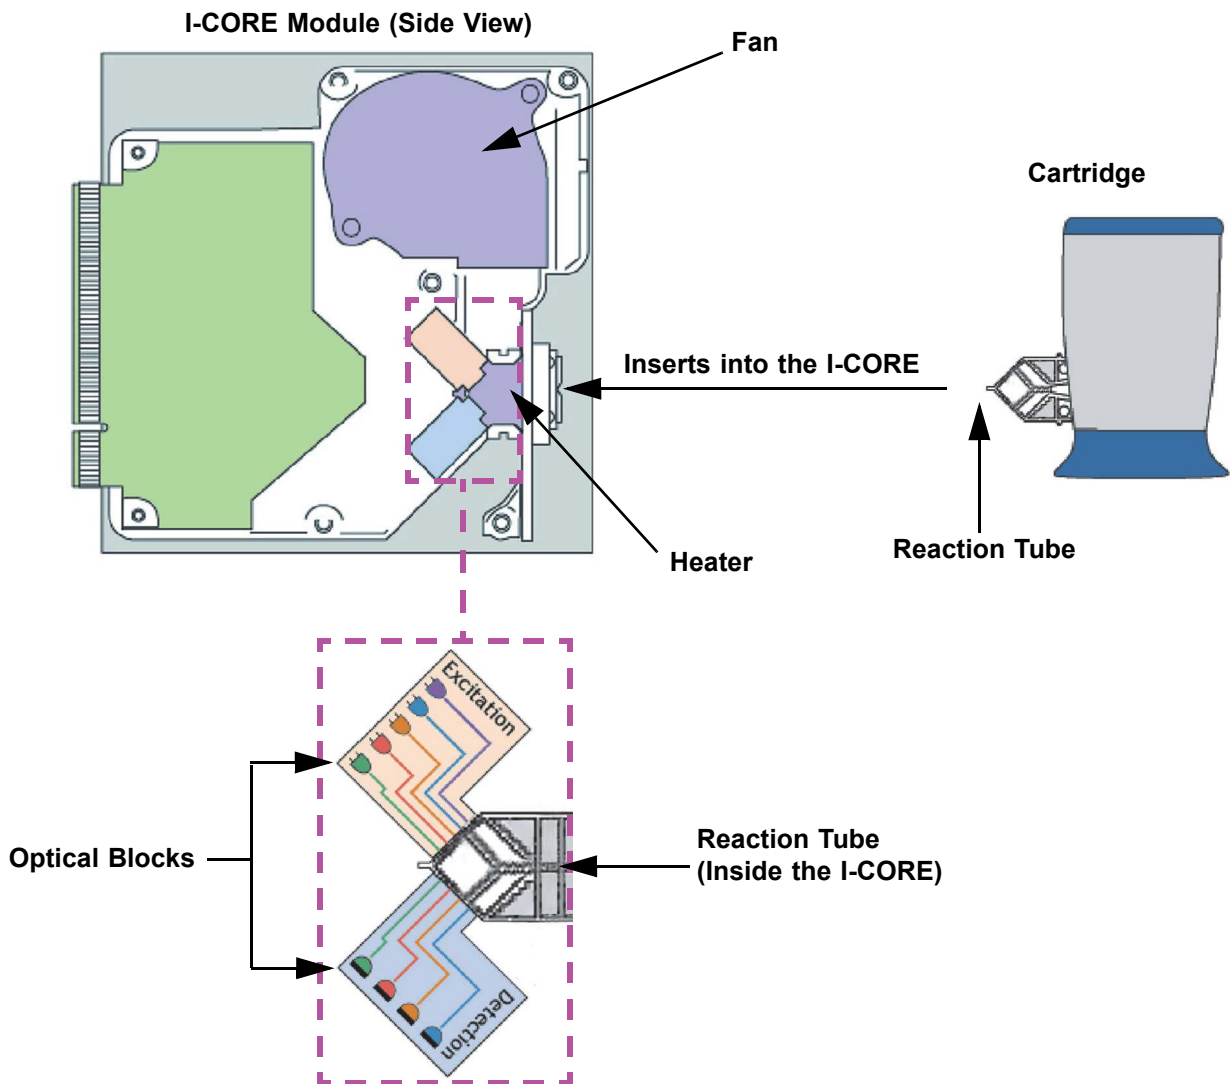 I-CORE Module (Side View)
Fan
Cartridge
Inserts into the I-CORE
Heater
Reaction Tube
Excitation
Optical Blocks
Reaction Tube
(Inside the I-CORE)
Detection